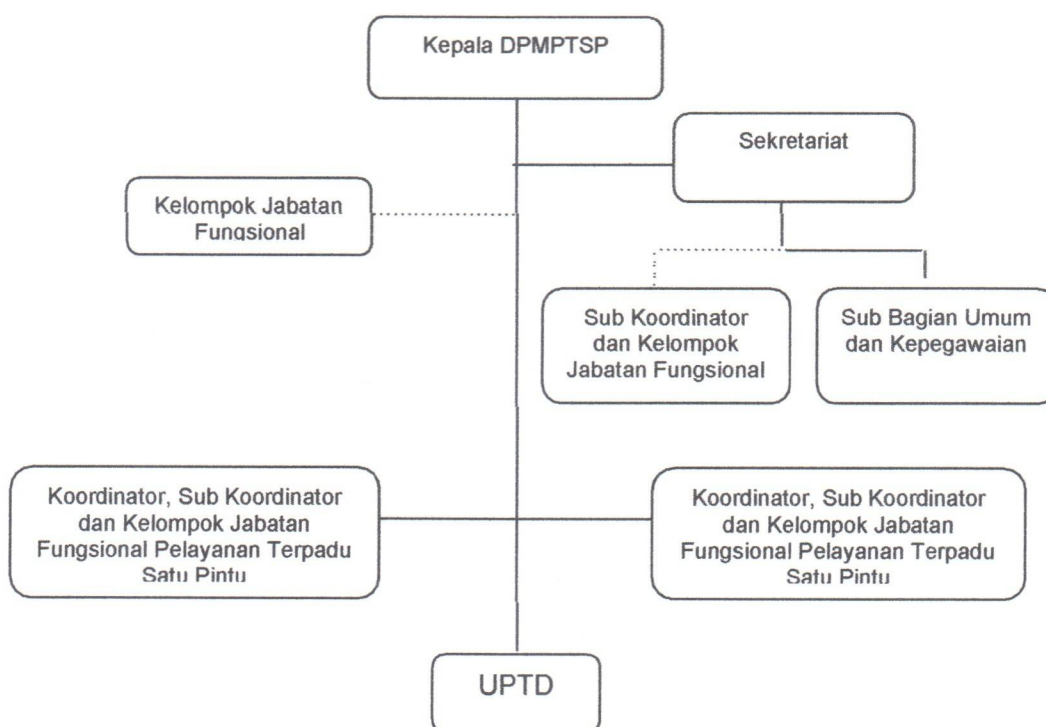 Kepala DPMPTSP
Sekretariat
Kelompok Jabatan
Fungsional
Sub Koordinator
dan Kelompok
Jabatan Fungsional
Sub Bagian Umum
dan Kepegawaian
Koordinator, Sub Koordinator
dan Kelompok Jabatan
Fungsional Pelayanan Terpadu
Satu Pintu
Koordinator, Sub Koordinator
dan Kelompok Jabatan
Fungsional Pelayanan Terpadu
Satu Pintu
UPTD